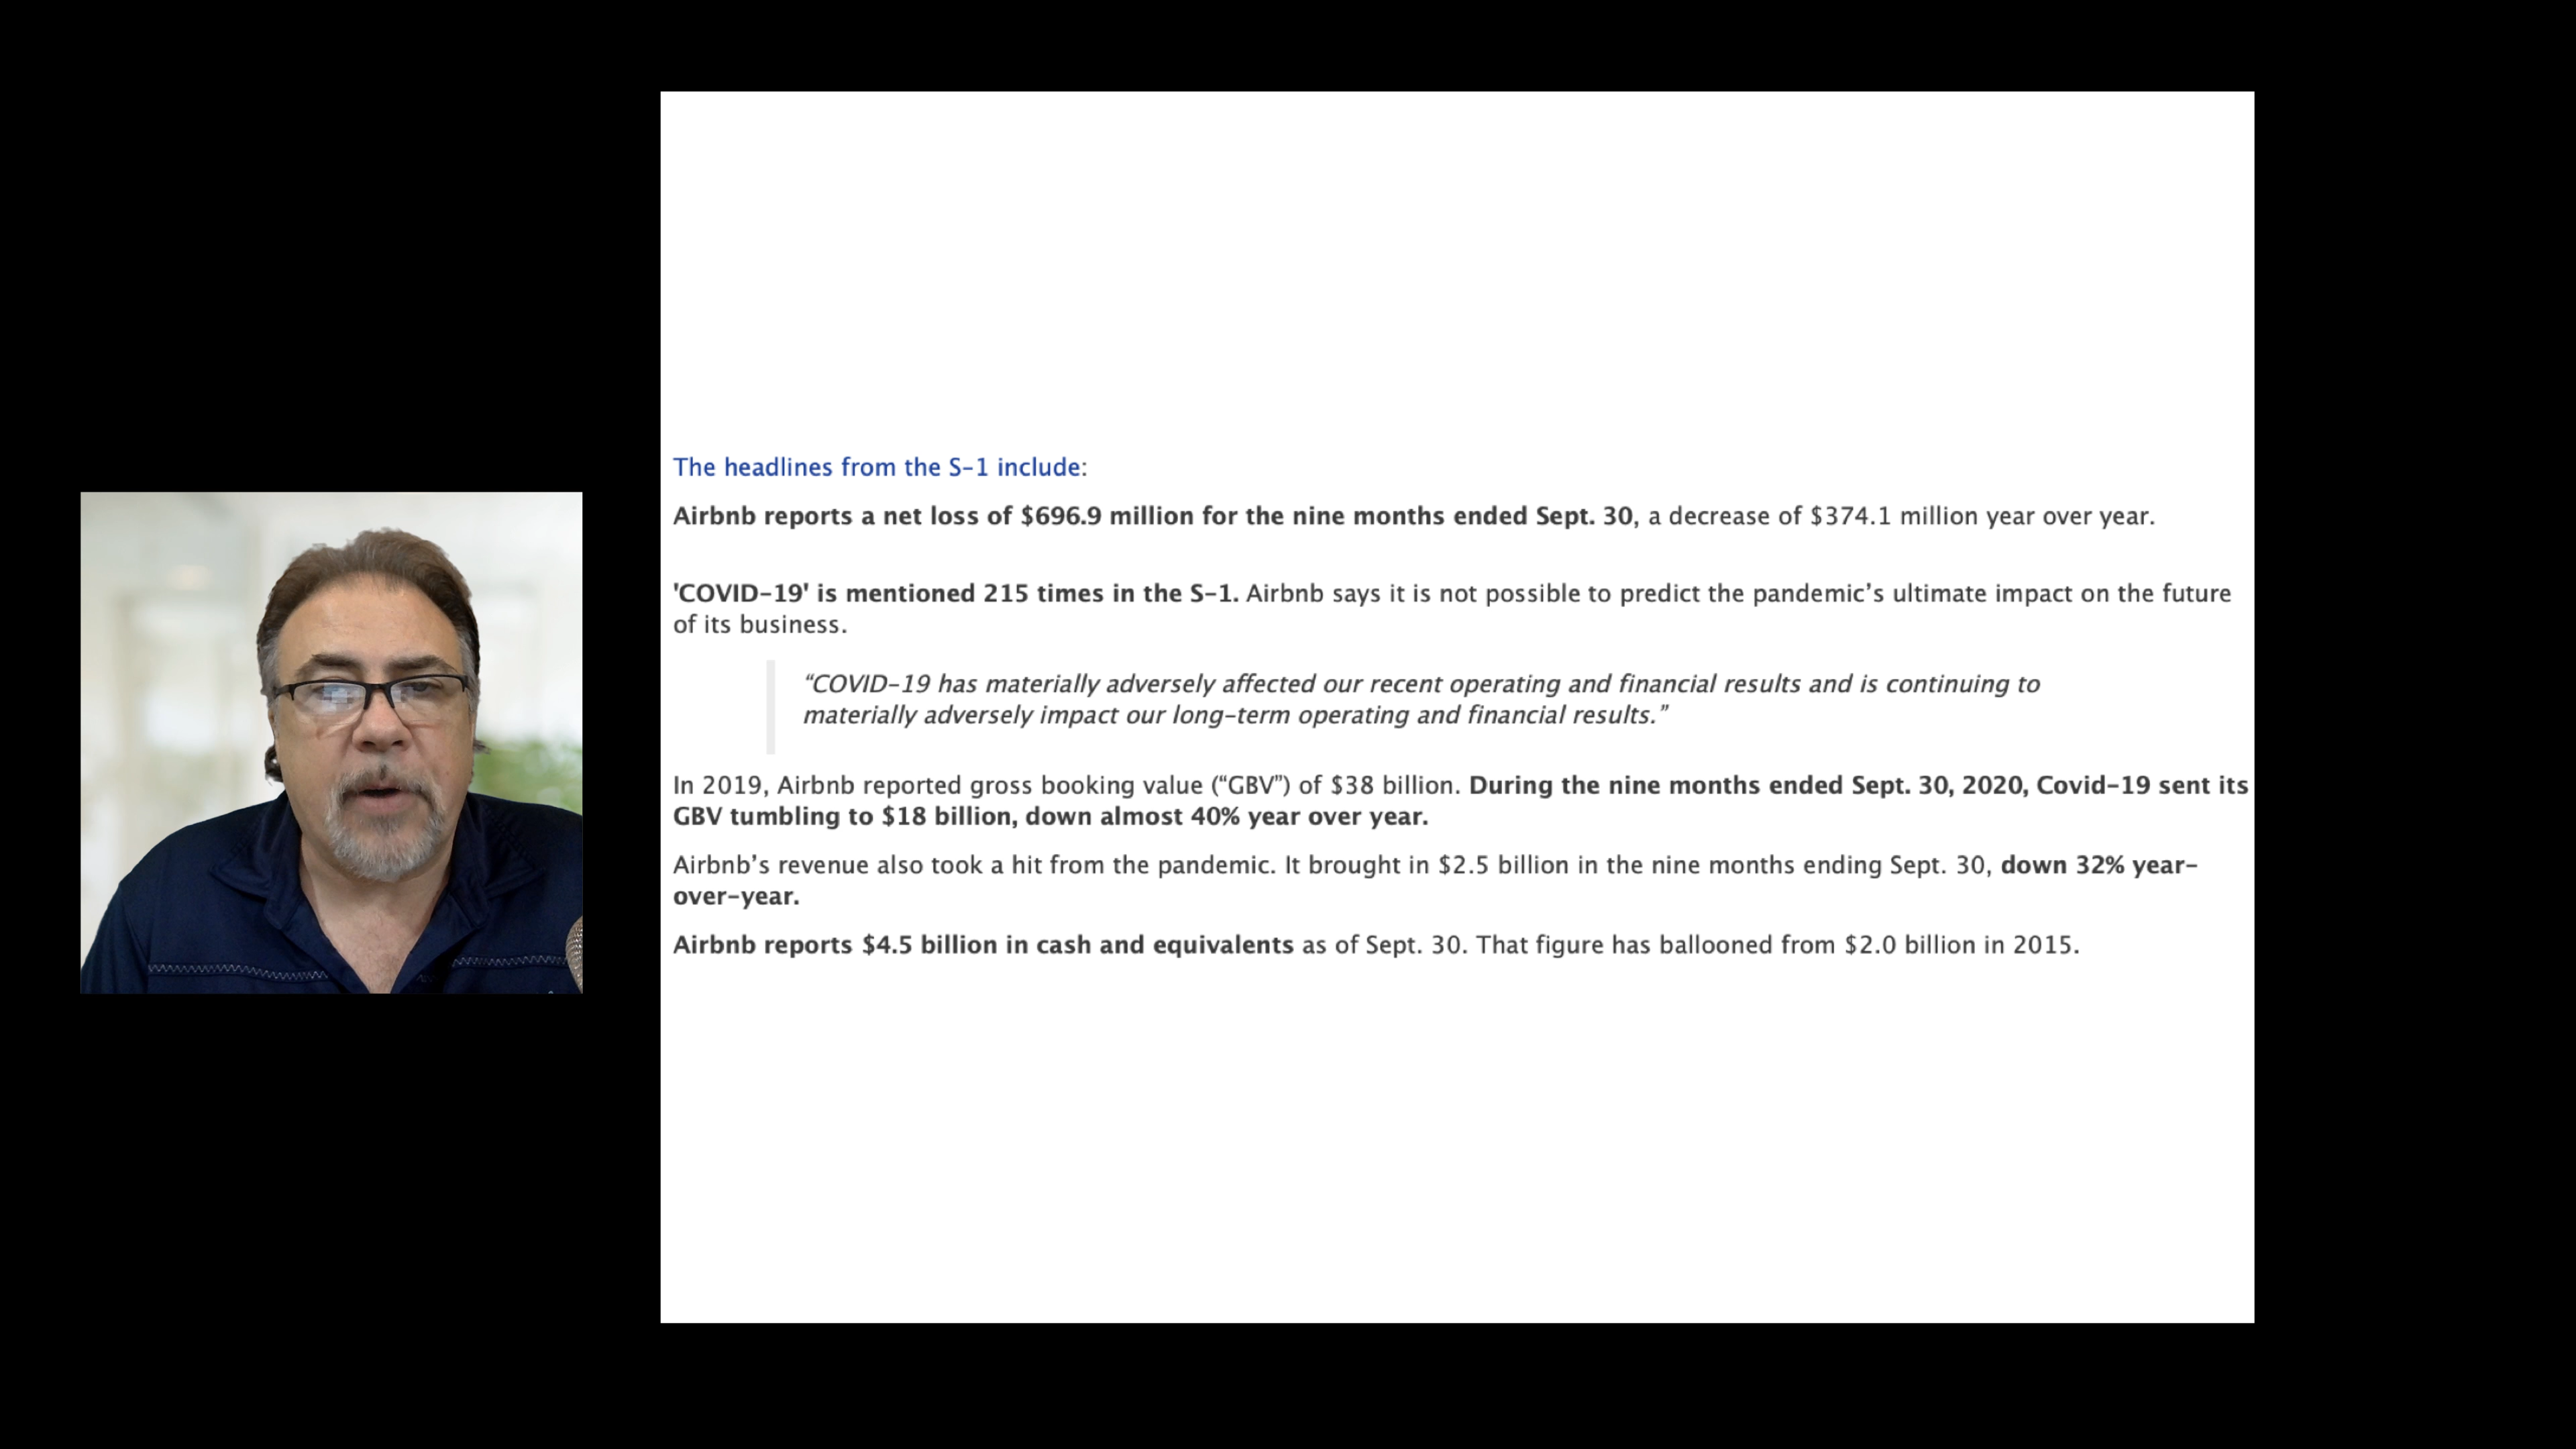 The headlines from the S-1 include:
Airbnb reports a net loss of $696.9 million for the nine months ended Sept. 30, a decrease of $374.1 million year over year.
'COVID-19' is mentioned 215 times in the S-1. Airbnb says it is not possible to predict the pandemic’s ultimate impact on the future
of its business.
“COVID-19 has materially adversely affected our recent operating and financial results and is continuing to
materially adversely impact our long-term operating and financial results.”
In 2019, Airbnb reported gross booking value (“GBV”) of $38 billion. During the nine months ended Sept. 30, 2020, Covid-19 sent its
GBV tumbling to $18 billion, down almost 40% year over year.
Airbnb’s revenue also took a hit from the pandemic. It brought in $2.5 billion in the nine months ending Sept. 30, down 32% year-
over-year.
Airbnb reports $4.5 billion in cash and equivalents as of Sept. 30. That figure has ballooned from $2.0 billion in 2015.